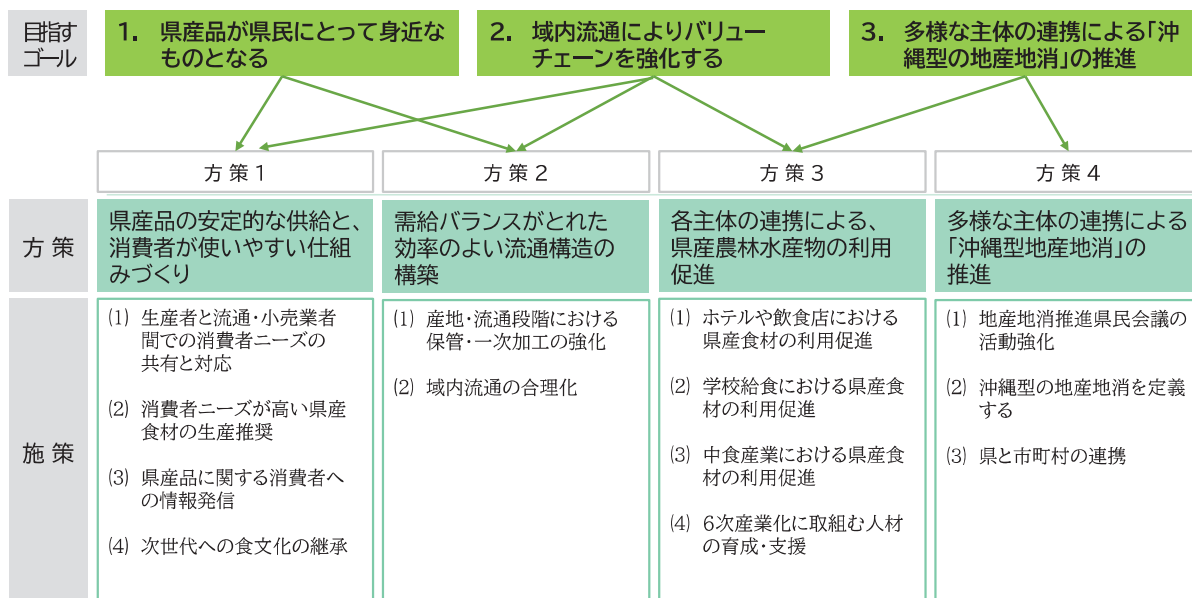 目指す
ゴール
1. 県産品が県民にとって身近な
ものとなる
2. 域内流通によりバリュー
チェーンを強化する
3. 多様な主体の連携による「沖
縄型の地産地消」の推進
方策1
方策2
方策3
方策4
方策
県産品の安定的な供給と、
消費者が使いやすい仕組
みづくり
需給バランスがとれた
効率のよい流通構造の
構築
各主体の連携による、
県産農林水産物の利用
促進
多様な主体の連携による
「沖縄型地産地消」の
推進
施策
(1) 生産者と流通・小売業者
間での消費者ニーズの
共有と対応
(2) 消費者ニーズが高い県産
食材の生産推奨
(3) 県産品に関する消費者へ
の情報発信
(4) 次世代への食文化の継承
(1) 産地・流通段階における
保管・一次加工の強化
(2) 域内流通の合理化
(1) ホテルや飲食店における
県産食材の利用促進
(2) 学校給食における県産食
材の利用促進
(3) 中食産業における県産食
材の利用促進
(4) 6次産業化に取組む人材
の育成・支援
(1) 地産地消推進県民会議の
活動強化
(2) 沖縄型の地産地消を定義
する
(3) 県と市町村の連携